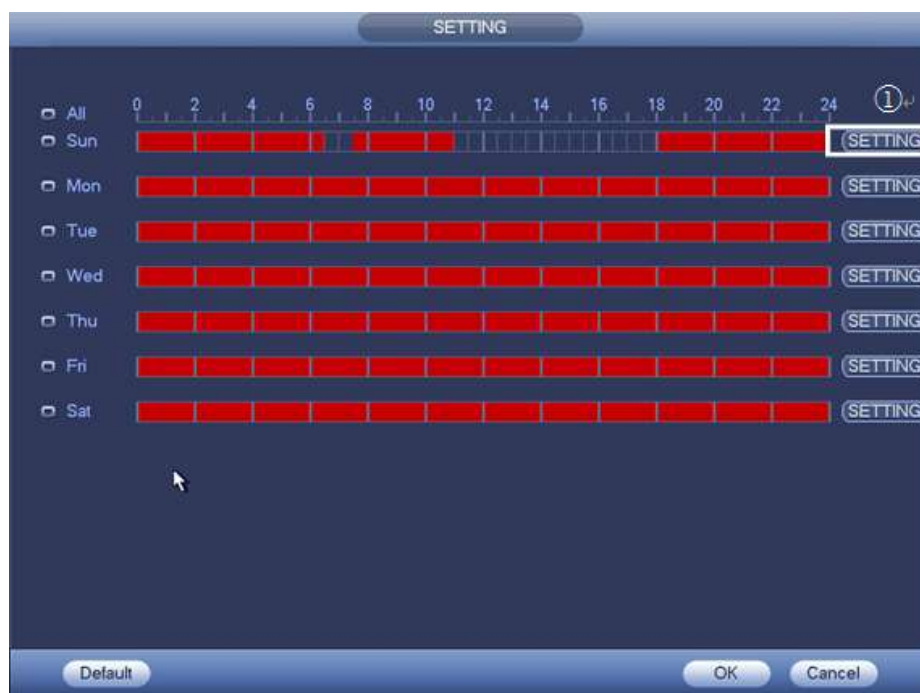 SETTING
0 2 4 6 8 10 12 14 16 18 20 22 24 ①
All
Sun SETTING
Mon SETTING
Tue SETTING
Wed SETTING
Thu SETTING
Fri SETTING
Sat SETTING
Default OK Cancel